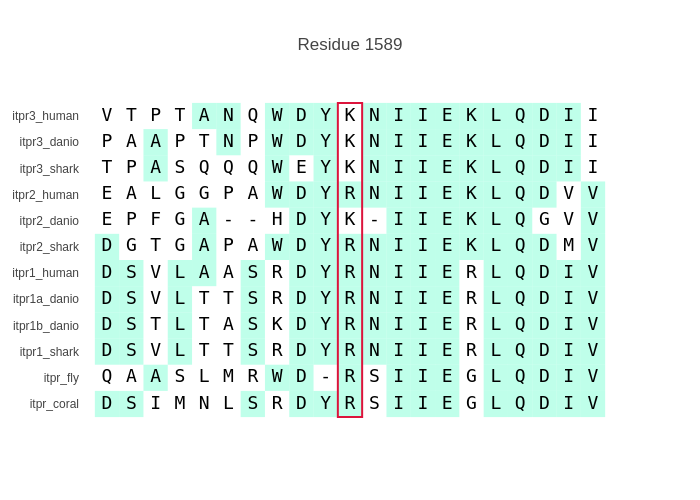 Residue 1589
itpr3_human V T P T A N Q W D Y K N I I E K L Q D I I
itpr3_danio P A A P T N P W D Y K N I I E K L Q D I I
itpr3_shark T P A S Q Q Q W E Y K N I I E K L Q D I I
itpr2_human E A L G G P A W D Y R N I I E K L Q D V V
itpr2_danio E P F G A - - H D Y K - I I E K L Q G V V
itpr2_shark D G T G A P A W D Y R N I I E K L Q D M V
itpr1_human D S V L A A S R D Y R N I I E R L Q D I V
itpr1a_danio D S V L T T S R D Y R N I I E R L Q D I V
itpr1b_danio D S T L T A S K D Y R N I I E R L Q D I V
itpr1_shark D S V L T T S R D Y R N I I E R L Q D I V
itpr_fly Q A A S L M R W D - R S I I E G L Q D I V
itpr_coral D S I M N L S R D Y R S I I E G L Q D I V